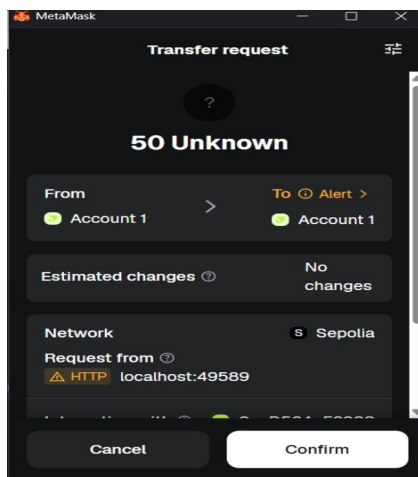 MetaMask
Transfer request
?
50 Unknown
From
To Alert >
Account 1 > Account 1
Estimated changes No changes
Network S Sepolia
Request from
HTTP localhost:49589
Cancel Confirm